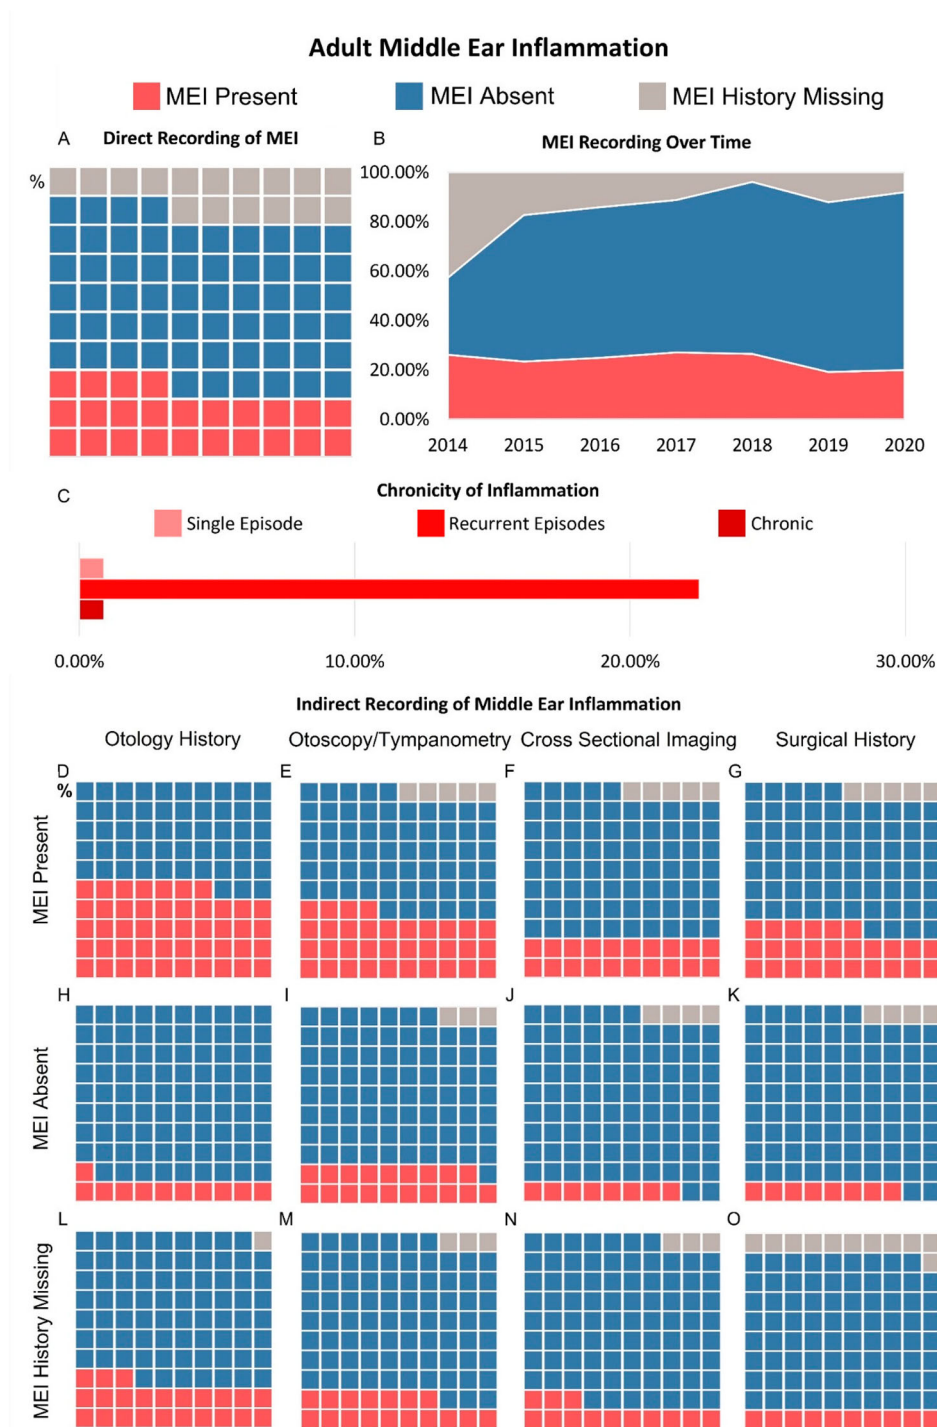 Adult Middle Ear Inflammation
MEI Present MEI Absent MEI History Missing
A Direct Recording of MEI
%
B MEI Recording Over Time
100.00%
80.00%
60.00%
40.00%
20.00%
0.00%
2014 2015 2016 2017 2018 2019 2020
C Chronicity of Inflammation
Single Episode Recurrent Episodes Chronic
0.00% 10.00% 20.00% 30.00%
Indirect Recording of Middle Ear Inflammation
Otology History Otoscopy/Tympanometry Cross Sectional Imaging Surgical History
D E F G
%
MEI Present
H I J K
MEI Absent
L M N O
MEI History Missing